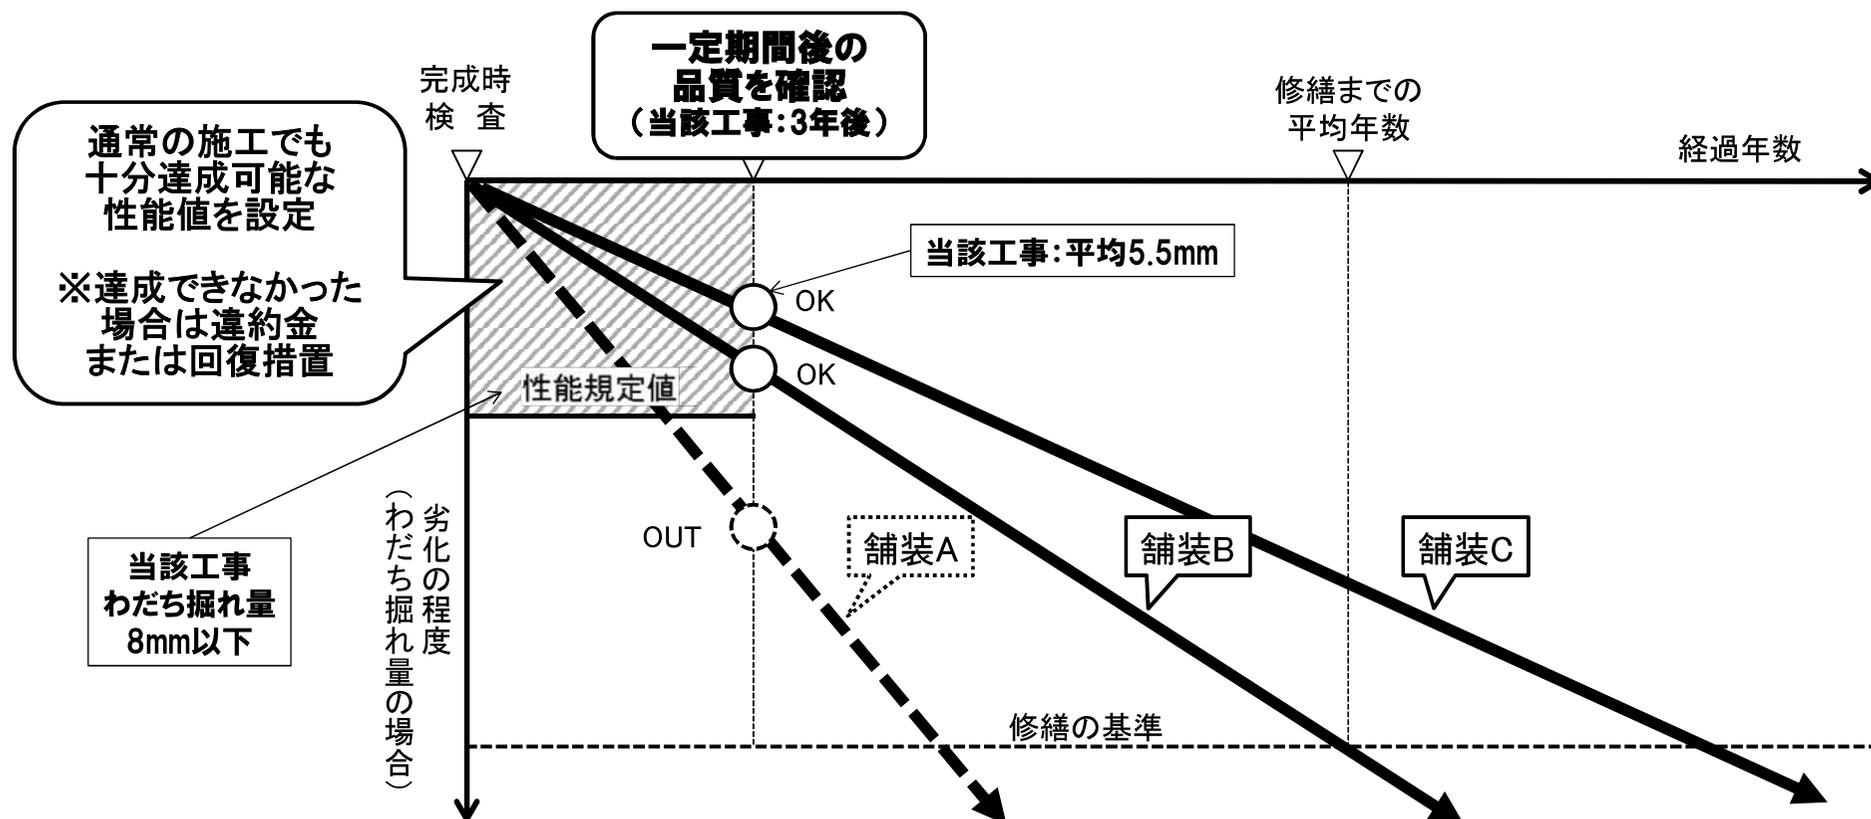 一定期間後の
品質を確認
（当該工事：3年後）
完成時
検　査
修繕までの
平均年数
経過年数
通常の施工でも
十分達成可能な
性能値を設定
※達成できなかった
場合は違約金
または回復措置
当該工事：平均5.5mm
OK
OK
性能規定値
OUT
劣化の程度
（わだち掘れ量の場合）
当該工事
わだち掘れ量
8mm以下
舗装A
舗装B
舗装C
修繕の基準